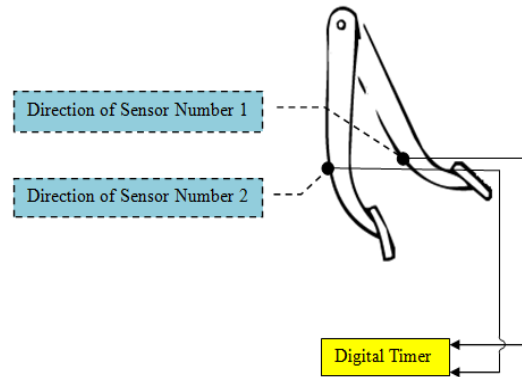 Direction of Sensor Number 1
Direction of Sensor Number 2
Digital Timer